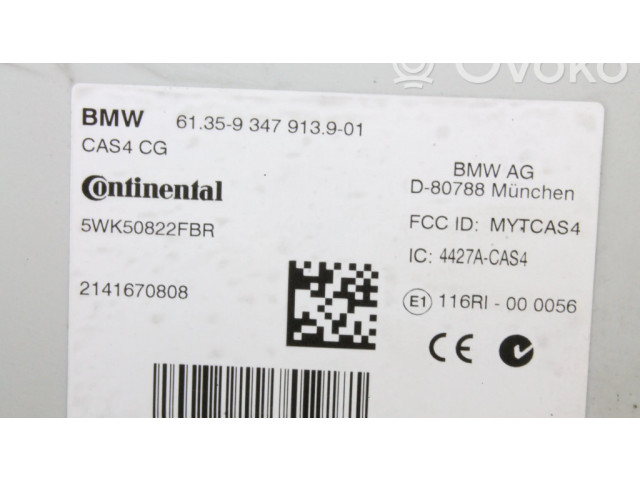 OVOKO
BMW 61.35-9 347 913.9-01
CAS4 CG
Continental
5WK50822FBR
2141670808
BMW AG
D-80788 München
FCC ID: MYTCAS4
IC: 4427A-CAS4
E1 116RI - 00 0056
CE